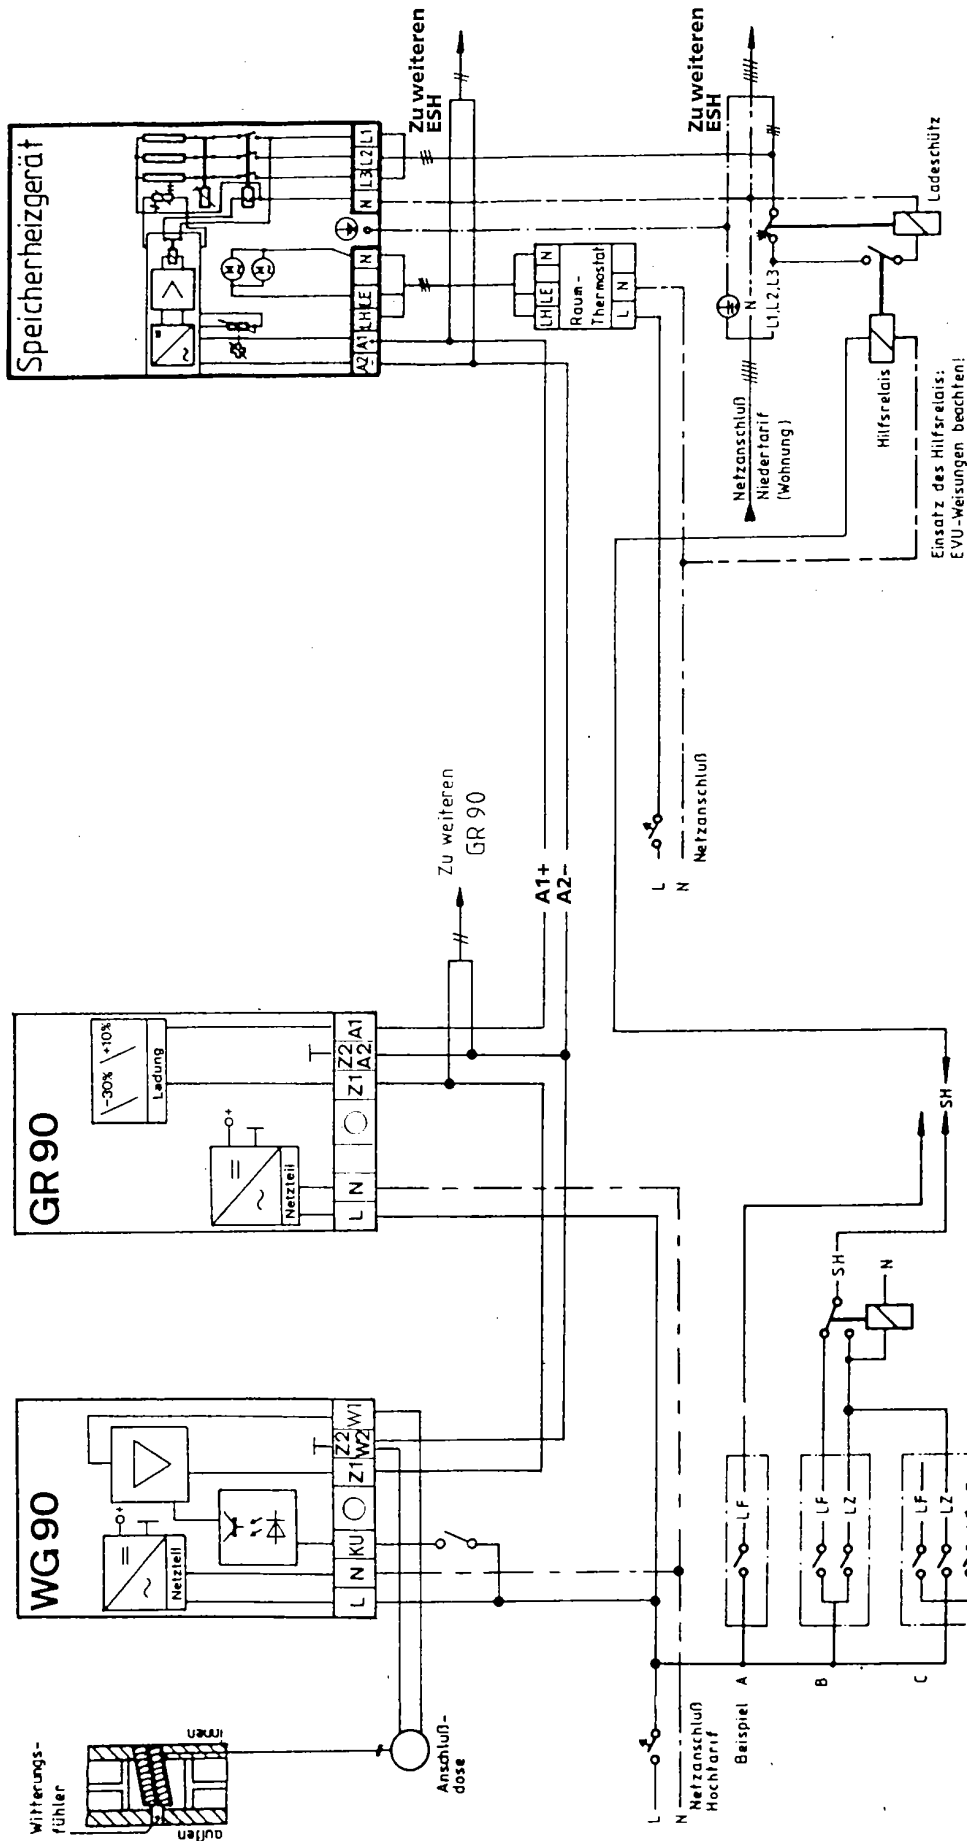 Witterungs-
fühler
außen
innen
Anschluß-
dose
WG 90
Netzteil
L
N
KU
Z1
Z2
W2
W1
GR 90
Netzteil
-30%
+10%
Ladung
L
N
Z1
Z2
A2
A1
Zu weiteren
GR 90
A1+
A2-
Speicherheizgerät
A2
A1
LH
LE
N
N
L3
L2
L1
Zu weiteren
ESH
LH
LE
N
Raum-
Thermostat
L
N
L
N
Netzanschluß
Zu weiteren
ESH
Netzanschluß
Niedertarif
(Wohnung)
N
L1, L2, L3
Ladeschütz
Hilfsrelais
Einsatz des Hilfsrelais:
EVU-Weisungen beachten!
L
N
Netzanschluß
Hochtarif
Beispiel A
LF
B
LF
LZ
C
LF
LZ
SH
N
SH